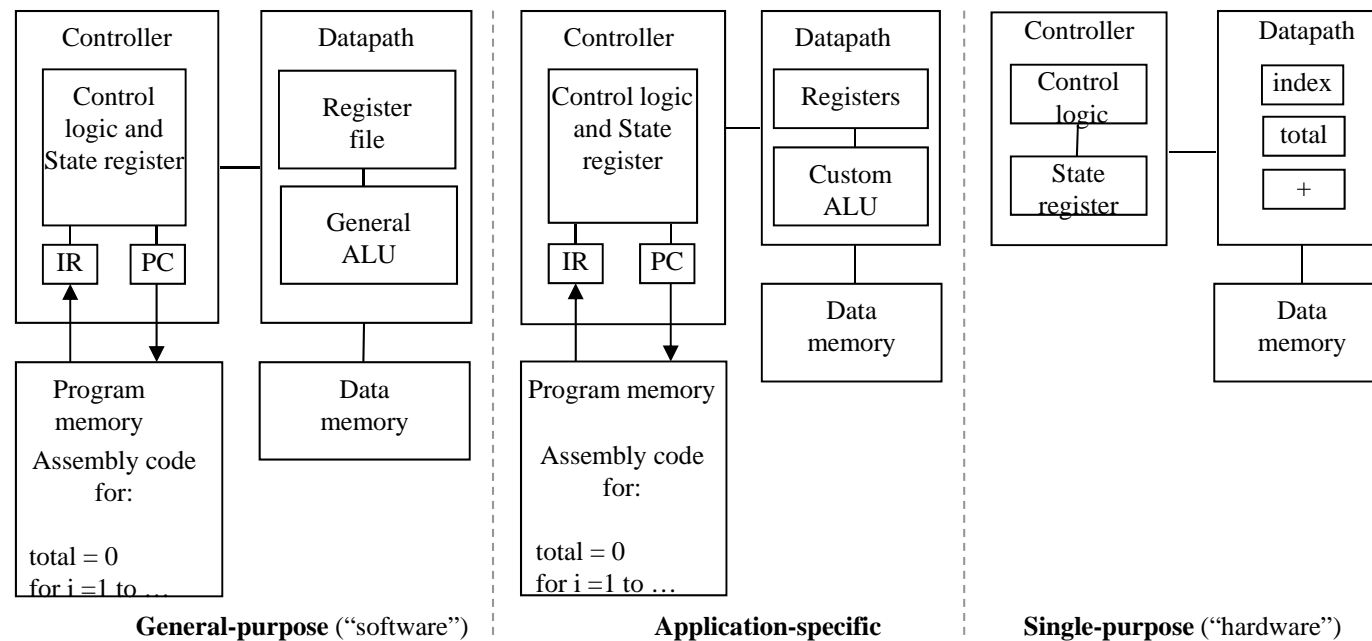 Controller
Control
logic and
State register
IR
PC
Datapath
Register
file
General
ALU
Program
memory
Assembly code
for:
total = 0
for i =1 to …
Data
memory
General-purpose (“software”)
Controller
Control logic
and State
register
IR
PC
Datapath
Registers
Custom
ALU
Data
memory
Program memory
Assembly code
for:
total = 0
for i =1 to …
Application-specific
Controller
Control
logic
State
register
Datapath
index
total
+
Data
memory
Single-purpose (“hardware”)